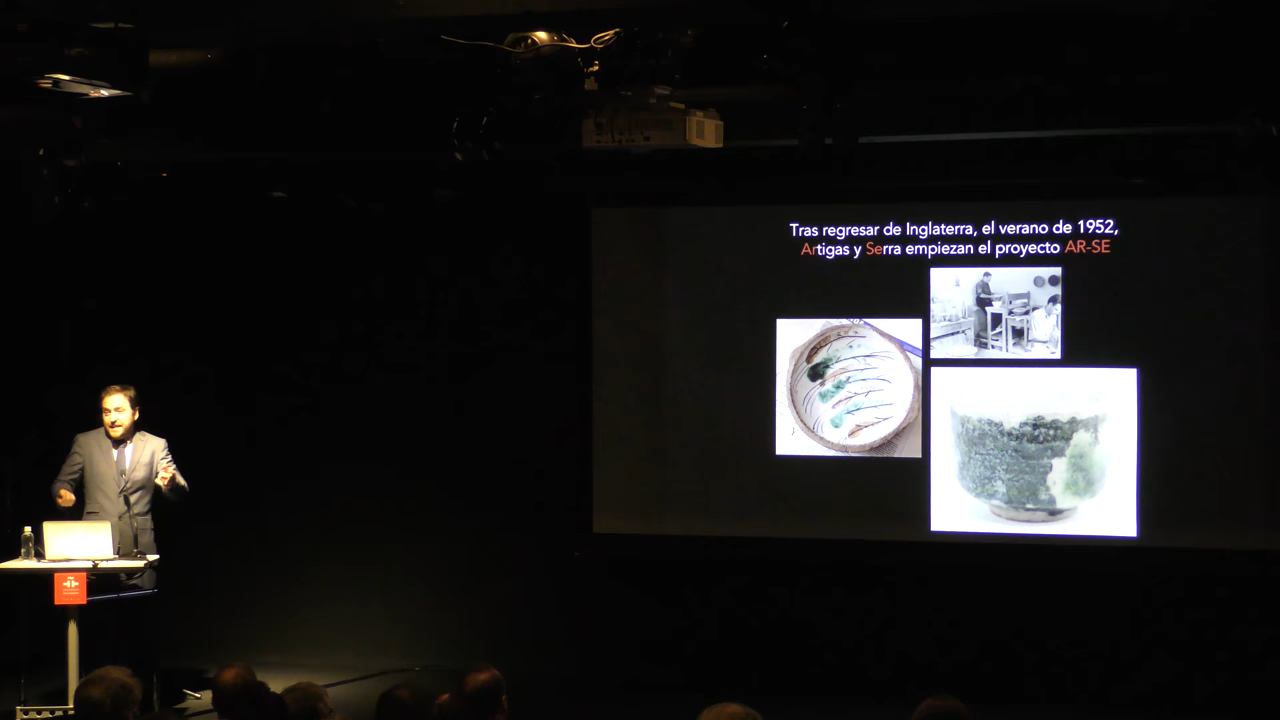 Tras regresar de Inglaterra, el verano de 1952,
Artigas y Serra empiezan el proyecto AR-SE